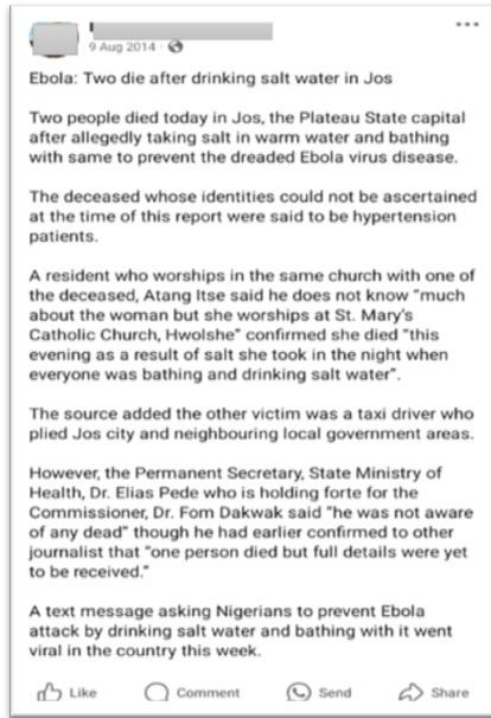 9 Aug 2014
Ebola: Two die after drinking salt water in Jos
Two people died today in Jos, the Plateau State capital
after allegedly taking salt in warm water and bathing
with same to prevent the dreaded Ebola virus disease.
The deceased whose identities could not be ascertained
at the time of this report were said to be hypertension
patients.
A resident who worships in the same church with one of
the deceased, Atang Itse said he does not know "much
about the woman but she worships at St. Mary's
Catholic Church, Hwolshe" confirmed she died "this
evening as a result of salt she took in the night when
everyone was bathing and drinking salt water".
The source added the other victim was a taxi driver who
plied Jos city and neighbouring local government areas.
However, the Permanent Secretary, State Ministry of
Health, Dr. Elias Pede who is holding forte for the
Commissioner, Dr. Fom Dakwak said "he was not aware
of any dead" though he had earlier confirmed to other
journalist that "one person died but full details were yet
to be received."
A text message asking Nigerians to prevent Ebola
attack by drinking salt water and bathing with it went
viral in the country this week.
Like Comment Send Share